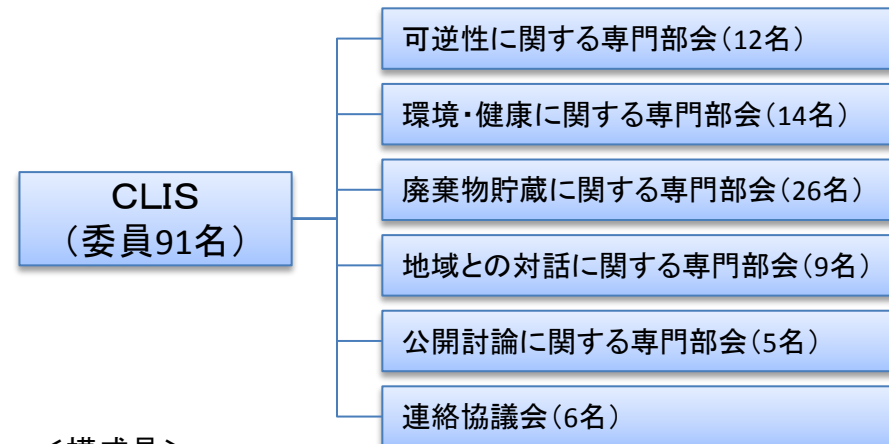 可逆性に関する専門部会（12名）
環境・健康に関する専門部会（14名）
廃棄物貯蔵に関する専門部会（26名）
CLIS
（委員91名）
地域との対話に関する専門部会（9名）
公開討論に関する専門部会（5名）
連絡協議会（6名）
＜構成員＞